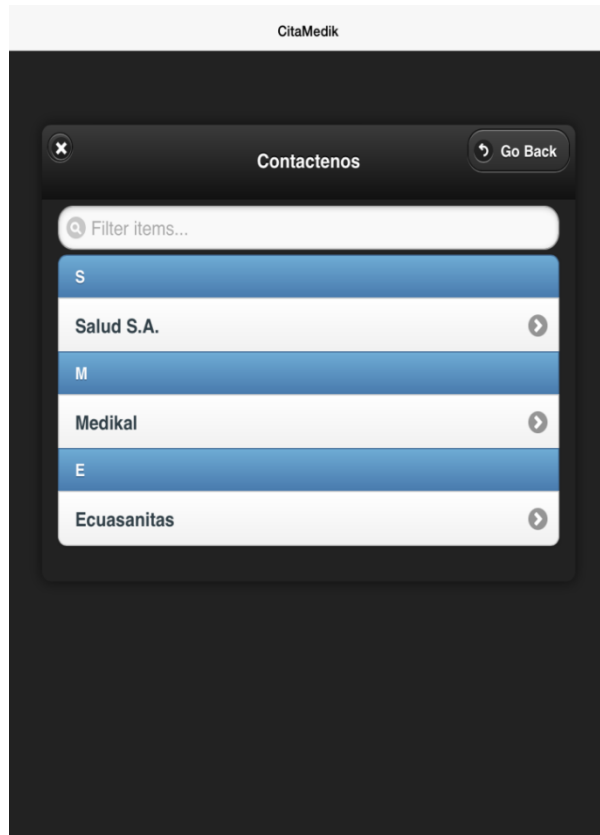 CitaMedik
Contactenos
Go Back
Filter items...
S
Salud S.A.
M
Medikal
E
Ecuasanitas